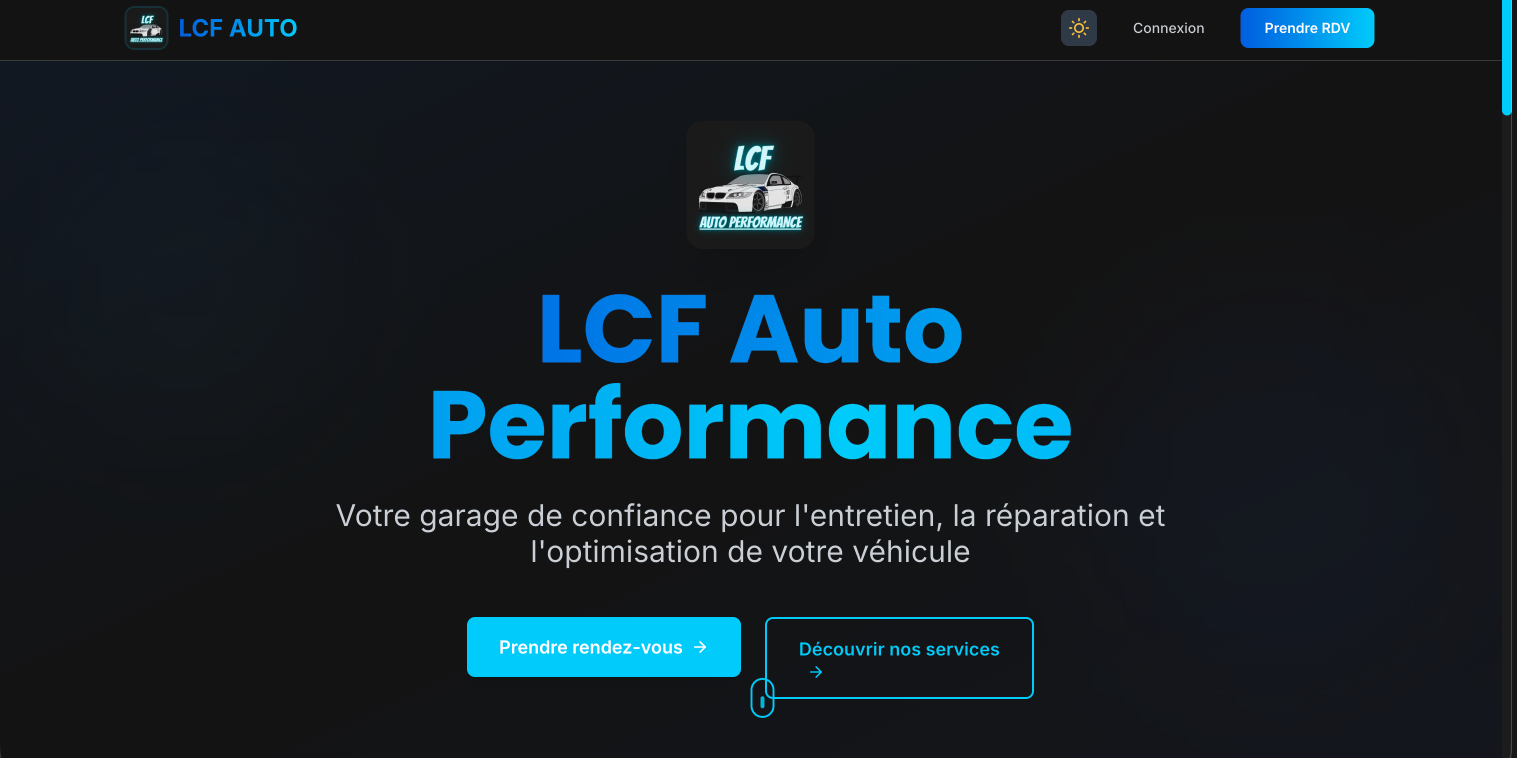 LCF
AUTO PERFORMANCE
LCF AUTO
Connexion
Prendre RDV
LCF
AUTO PERFORMANCE
LCF Auto
Performance
Votre garage de confiance pour l'entretien, la réparation et
l'optimisation de votre véhicule
Prendre rendez-vous →
Découvrir nos services
→